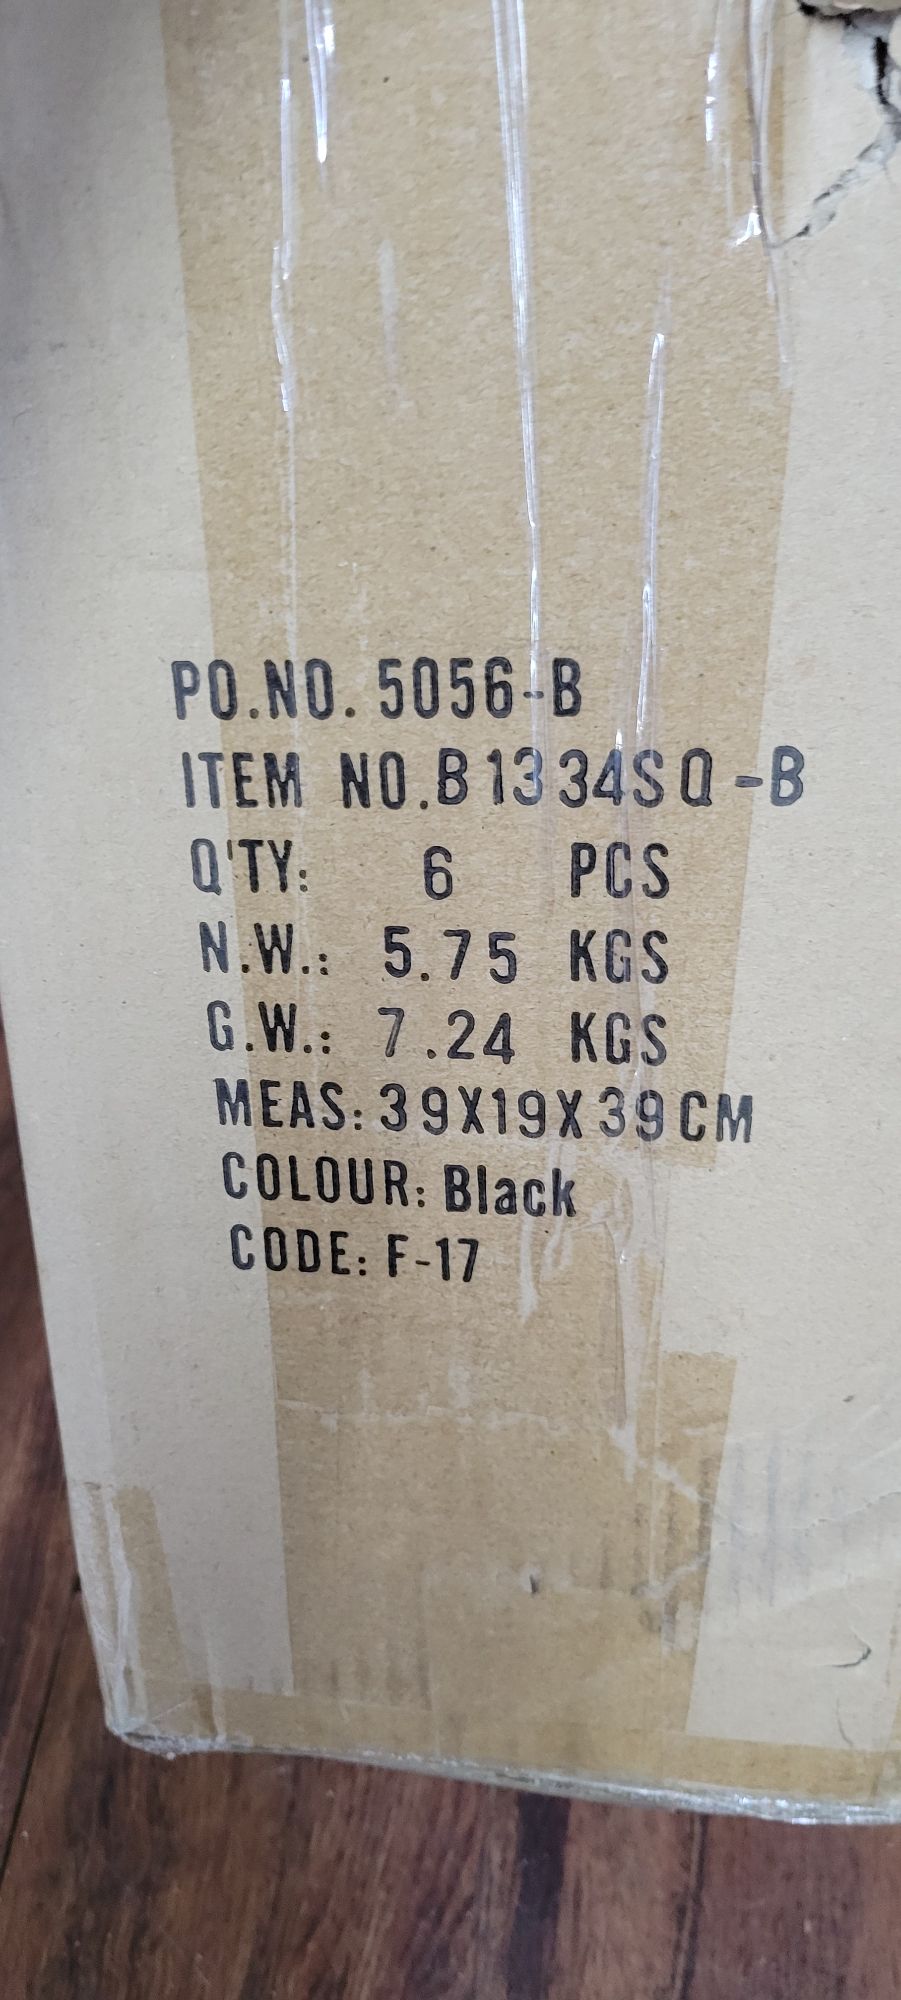 PO.NO. 5056-B
ITEM NO.B1334SQ-B
Q'TY: 6 PCS
N.W.: 5.75 KGS
G.W.: 7.24 KGS
MEAS: 39X19X39CM
COLOUR: Black
CODE: F-17